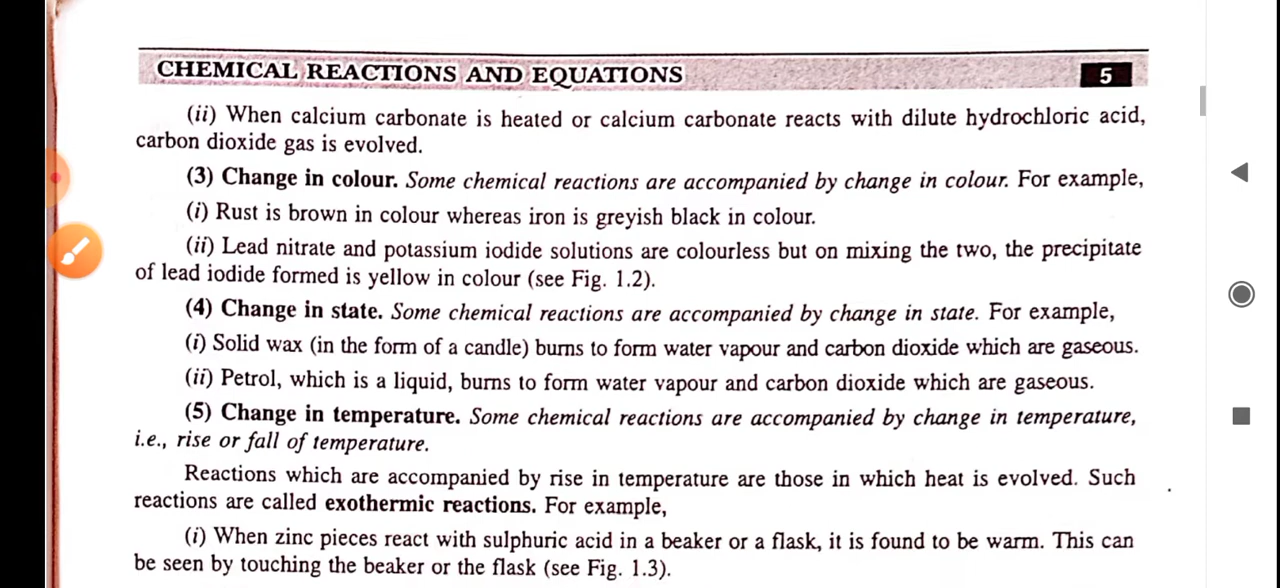 CHEMICAL REACTIONS AND EQUATIONS 5
(ii) When calcium carbonate is heated or calcium carbonate reacts with dilute hydrochloric acid,
carbon dioxide gas is evolved.
(3) Change in colour. Some chemical reactions are accompanied by change in colour. For example,
(i) Rust is brown in colour whereas iron is greyish black in colour.
(ii) Lead nitrate and potassium iodide solutions are colourless but on mixing the two, the precipitate
of lead iodide formed is yellow in colour (see Fig. 1.2).
(4) Change in state. Some chemical reactions are accompanied by change in state. For example,
(i) Solid wax (in the form of a candle) burns to form water vapour and carbon dioxide which are gaseous.
(ii) Petrol, which is a liquid, burns to form water vapour and carbon dioxide which are gaseous.
(5) Change in temperature. Some chemical reactions are accompanied by change in temperature,
i.e., rise or fall of temperature.
Reactions which are accompanied by rise in temperature are those in which heat is evolved. Such
reactions are called exothermic reactions. For example,
(i) When zinc pieces react with sulphuric acid in a beaker or a flask, it is found to be warm. This can
be seen by touching the beaker or the flask (see Fig. 1.3).